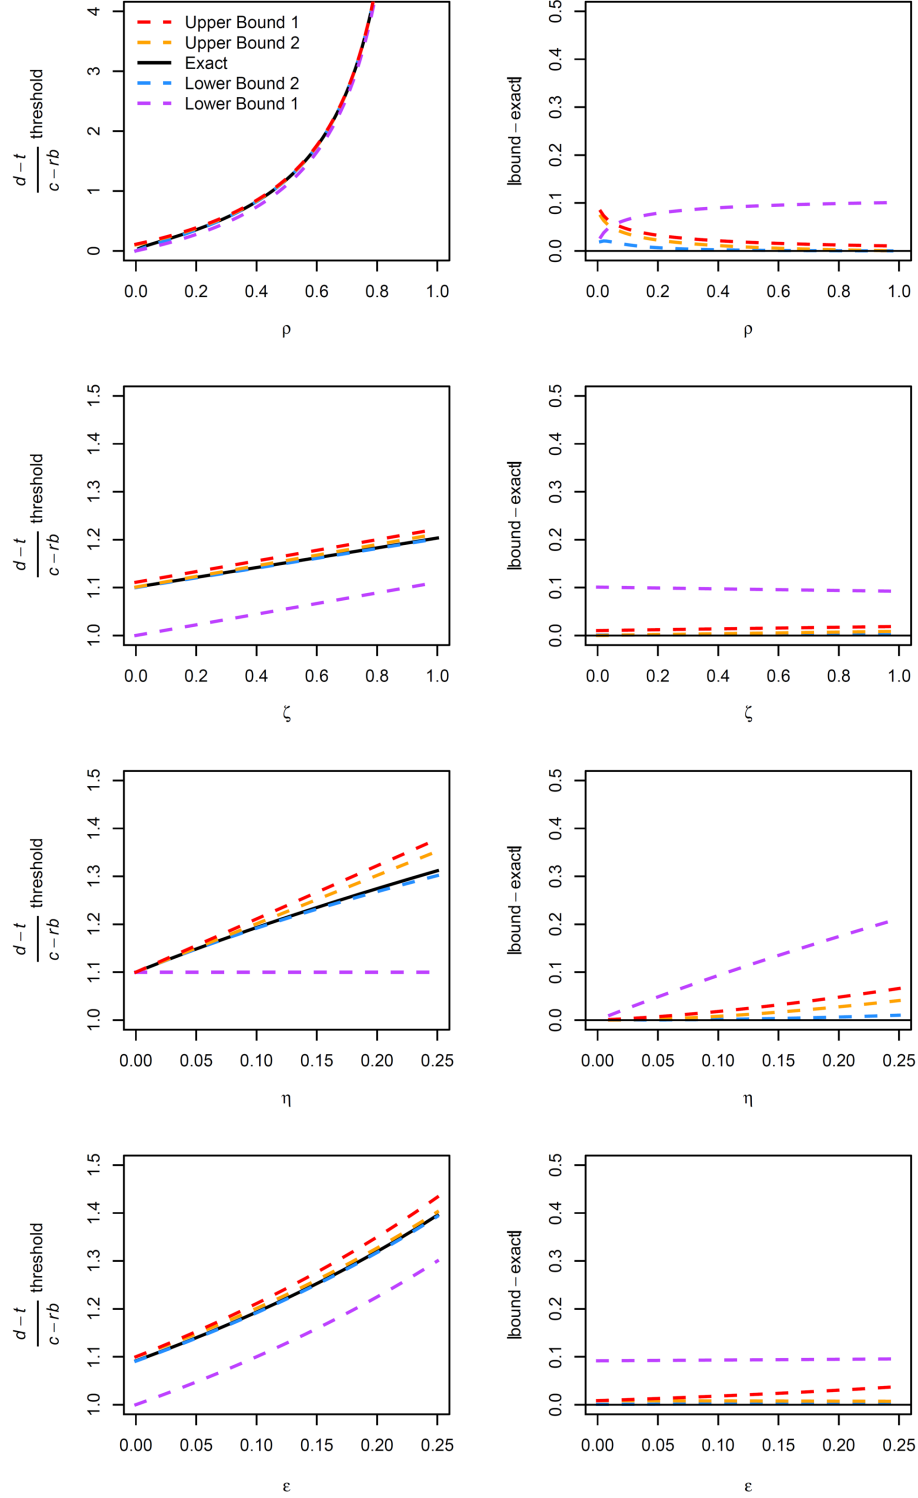 Upper Bound 1
Upper Bound 2
Exact
Lower Bound 2
Lower Bound 1
d − t
c − rb
threshold
0
1
2
3
4
0.0 0.2 0.4 0.6 0.8 1.0
ρ
|bound − exact|
0.0
0.1
0.2
0.3
0.4
0.5
0.0 0.2 0.4 0.6 0.8 1.0
ρ
d − t
c − rb
threshold
1.0
1.1
1.2
1.3
1.4
1.5
0.0 0.2 0.4 0.6 0.8 1.0
ζ
|bound − exact|
0.0
0.1
0.2
0.3
0.4
0.5
0.0 0.2 0.4 0.6 0.8 1.0
ζ
d − t
c − rb
threshold
1.0
1.1
1.2
1.3
1.4
1.5
0.00 0.05 0.10 0.15 0.20 0.25
η
|bound − exact|
0.0
0.1
0.2
0.3
0.4
0.5
0.00 0.05 0.10 0.15 0.20 0.25
η
d − t
c − rb
threshold
1.0
1.1
1.2
1.3
1.4
1.5
0.00 0.05 0.10 0.15 0.20 0.25
ε
|bound − exact|
0.0
0.1
0.2
0.3
0.4
0.5
0.00 0.05 0.10 0.15 0.20 0.25
ε